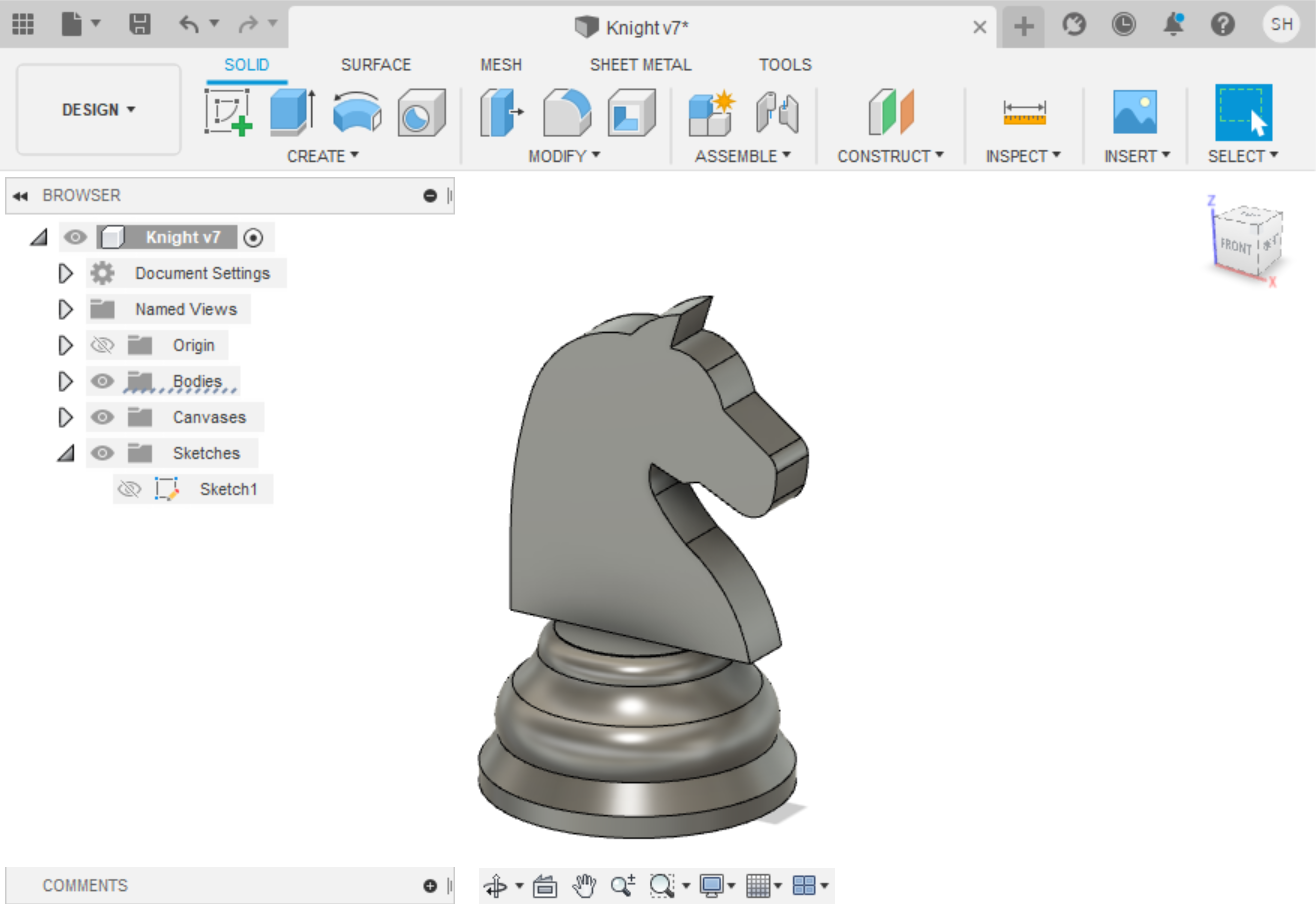 Knight v7*
SH
DESIGN
SOLID
SURFACE
MESH
SHEET METAL
TOOLS
CREATE
MODIFY
ASSEMBLE
CONSTRUCT
INSPECT
INSERT
SELECT
BROWSER
Knight v7
Document Settings
Named Views
Origin
Bodies
Canvases
Sketches
Sketch1
Z
FRONT
X
COMMENTS